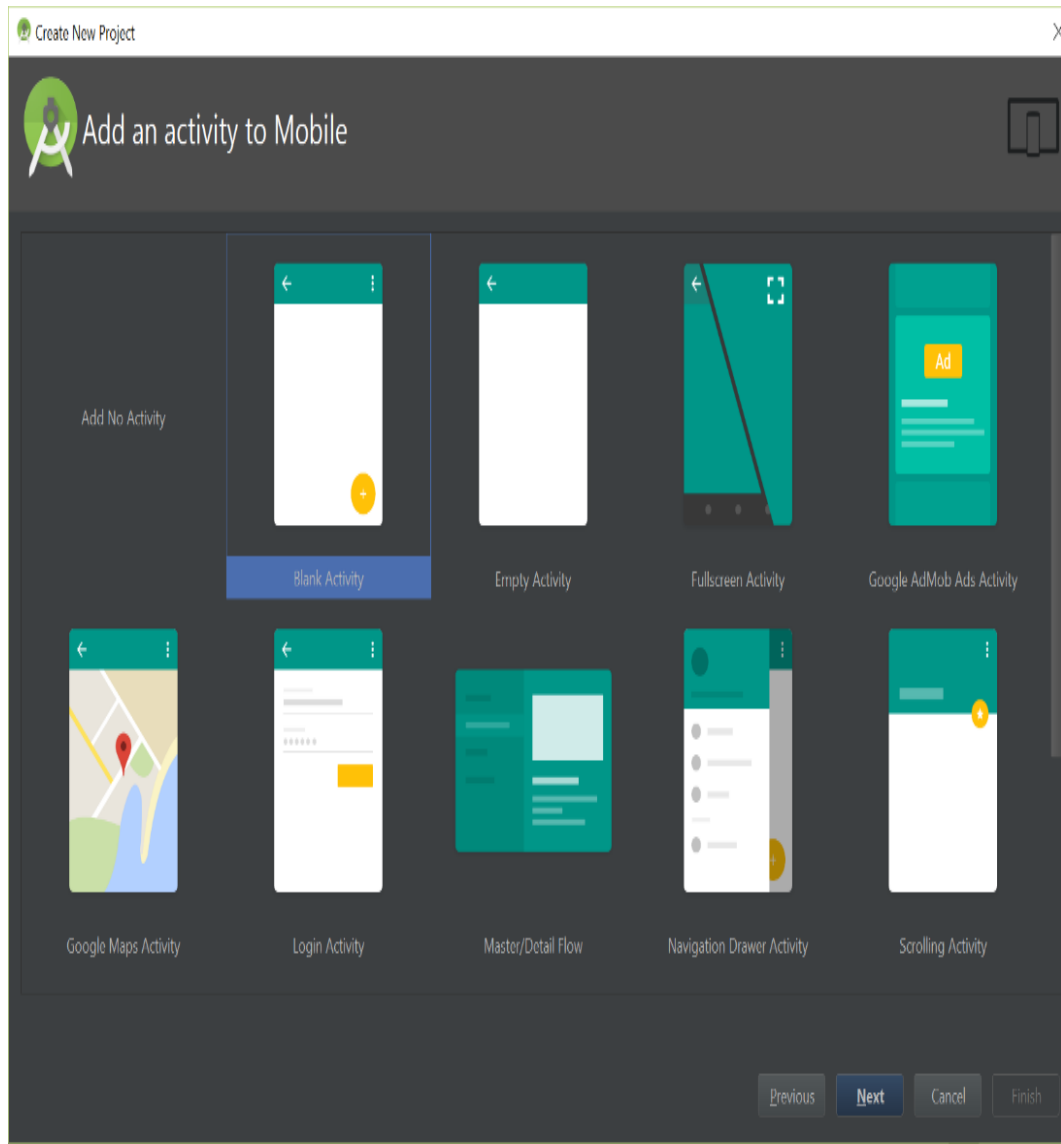 Create New Project
Add an activity to Mobile
Add No Activity
Blank Activity
Empty Activity
Fullscreen Activity
Ad
Google AdMob Ads Activity
Google Maps Activity
Login Activity
Master/Detail Flow
Navigation Drawer Activity
Scrolling Activity
Previous
Next
Cancel
Finish